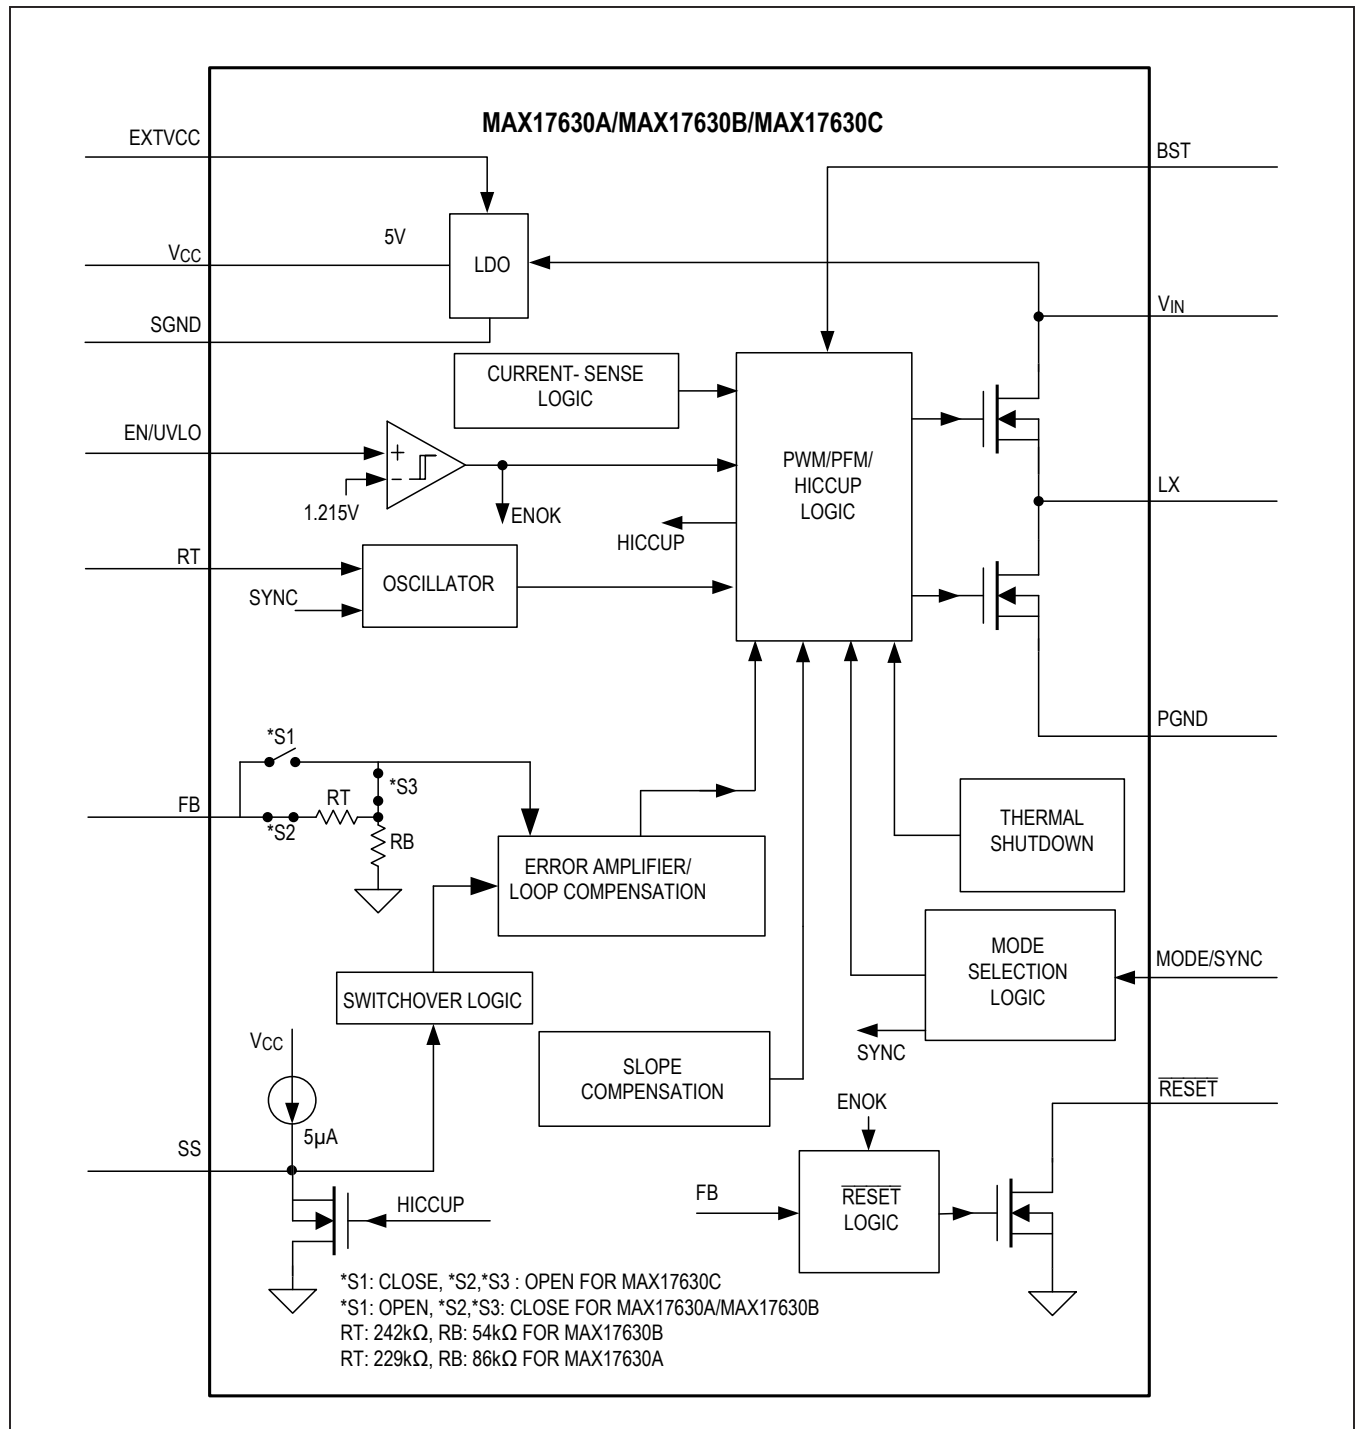 MAX17630A/MAX17630B/MAX17630C
EXTVCC
BST
5V
VCC
LDO
VIN
SGND
CURRENT- SENSE
LOGIC
EN/UVLO
+
-
1.215V
ENOK
PWM/PFM/
HICCUP
LOGIC
LX
HICCUP
RT
OSCILLATOR
SYNC
PGND
*S1
*S3
FB
RT
*S2
RB
THERMAL
SHUTDOWN
ERROR AMPLIFIER/
LOOP COMPENSATION
MODE
SELECTION
LOGIC
MODE/SYNC
SWITCHOVER LOGIC
SYNC
VCC
SLOPE
COMPENSATION
RESET
ENOK
5µA
SS
FB
RESET
LOGIC
HICCUP
*S1: CLOSE, *S2,*S3 : OPEN FOR MAX17630C
*S1: OPEN, *S2,*S3: CLOSE FOR MAX17630A/MAX17630B
RT: 242kΩ, RB: 54kΩ FOR MAX17630B
RT: 229kΩ, RB: 86kΩ FOR MAX17630A